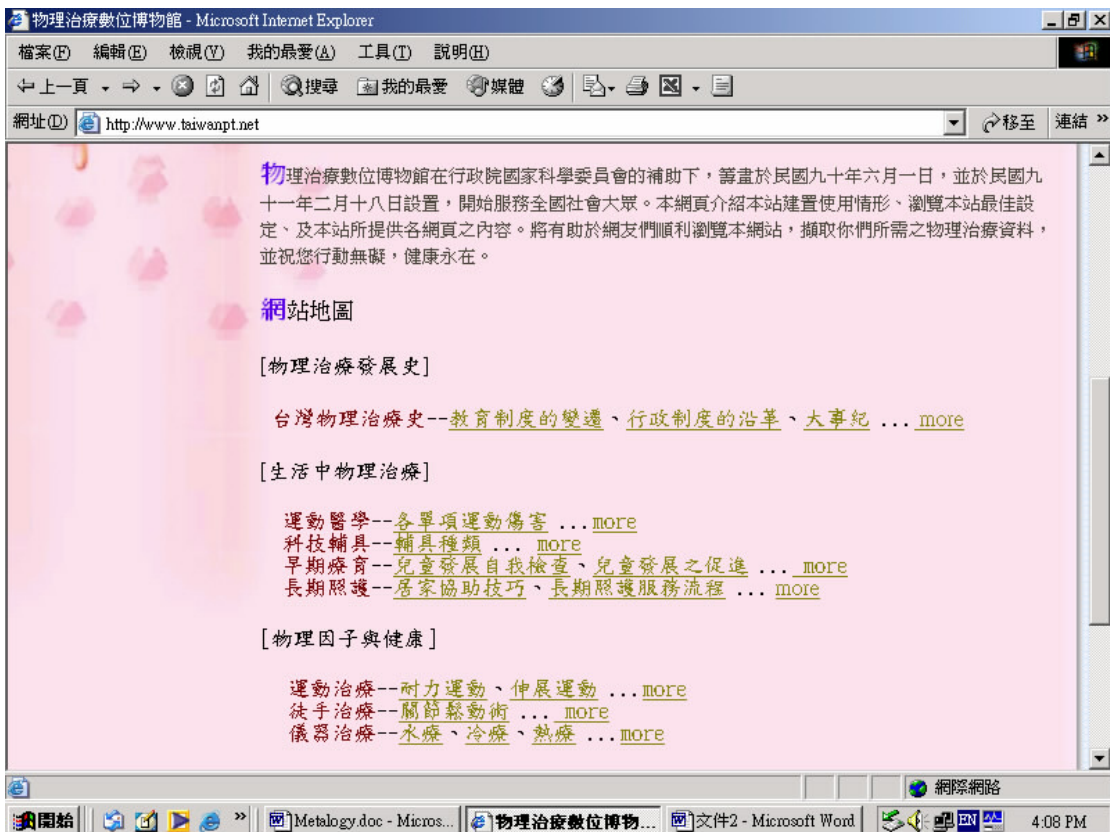 物理治療數位博物館 - Microsoft Internet Explorer
檔案(F) 編輯(E) 檢視(V) 我的最愛(A) 工具(T) 說明(H)
上一頁 搜尋 我的最愛 媒體
網址(D) http://www.taiwanpt.net 移至 連結 »
物理治療數位博物館在行政院國家科學委員會的補助下，籌畫於民國九十年六月一日，並於民國九
十一年二月十八日設置，開始服務全國社會大眾。本網頁介紹本站建置使用情形、瀏覽本站最佳設
定、及本站所提供各網頁之內容。將有助於網友們順利瀏覽本網站，擷取你們所需之物理治療資料，
並祝您行動無礙，健康永在。
網站地圖
[物理治療發展史]
台灣物理治療史--教育制度的變遷、行政制度的沿革、大事紀 ... more
[生活中物理治療]
運動醫學--各單項運動傷害 ...more
科技輔具--輔具種類 ... more
早期療育--兒童發展自我檢查、兒童發展之促進 ... more
長期照護--居家協助技巧、長期照護服務流程 ... more
[物理因子與健康]
運動治療--耐力運動、伸展運動 ...more
徒手治療--關節鬆動術 ... more
儀器治療--水療、冷療、熱療 ...more
網際網路
開始 » Metalogy.doc - Micros... 物理治療數位博物... 文件2 - Microsoft Word EN 4:08 PM